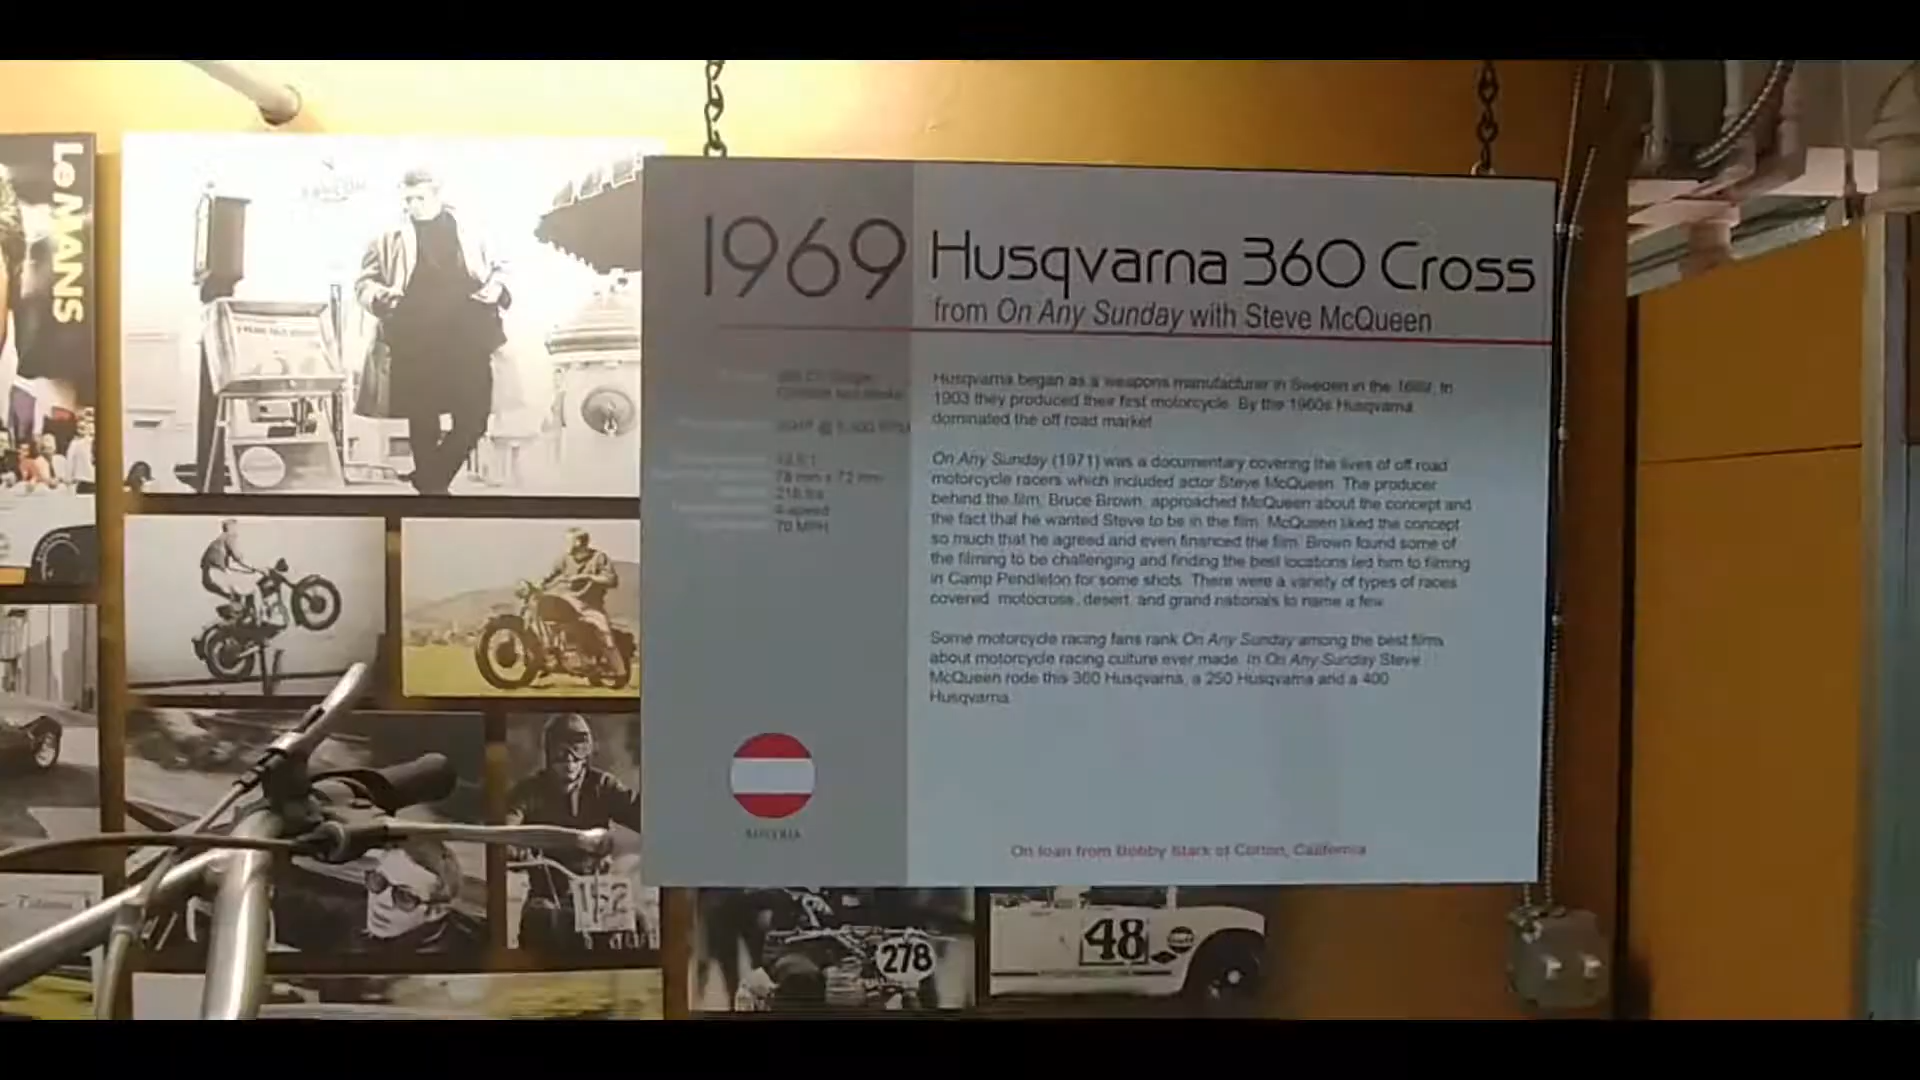 Le MANS
1969
Husqvarna 360 Cross
from On Any Sunday with Steve McQueen
Husqvarna began as a weapons manufacturer in Sweden in the In
1903 they produced their first motorcycle. By the 1960s Husqvarna
dominated the off road market
On Any Sunday (1971) was a documentary covering the lives of off road
motorcycle racers which included actor Steve McQueen. The producer
behind the film, Bruce Brown, approached McQueen about the concept and
the fact that he wanted Steve to be in the film. McQueen liked the concept
so much that he agreed and even financed the film. Brown found some of
the filming to be challenging and finding the best locations led him to filming
in Camp Pendleton for some shots. There were a variety of types of races
covered: motocross, desert, and grand nationals to name a few
Some motorcycle racing fans rank On Any Sunday among the best films
about motorcycle racing culture ever made. In On Any Sunday Steve
McQueen rode this 360 Husqvarna, a 250 Husqvarna and a 400
Husqvarna.
4-speed
70 MPH
AUSTRIA
On loan from Bobby Stark of Colton, California
278
48